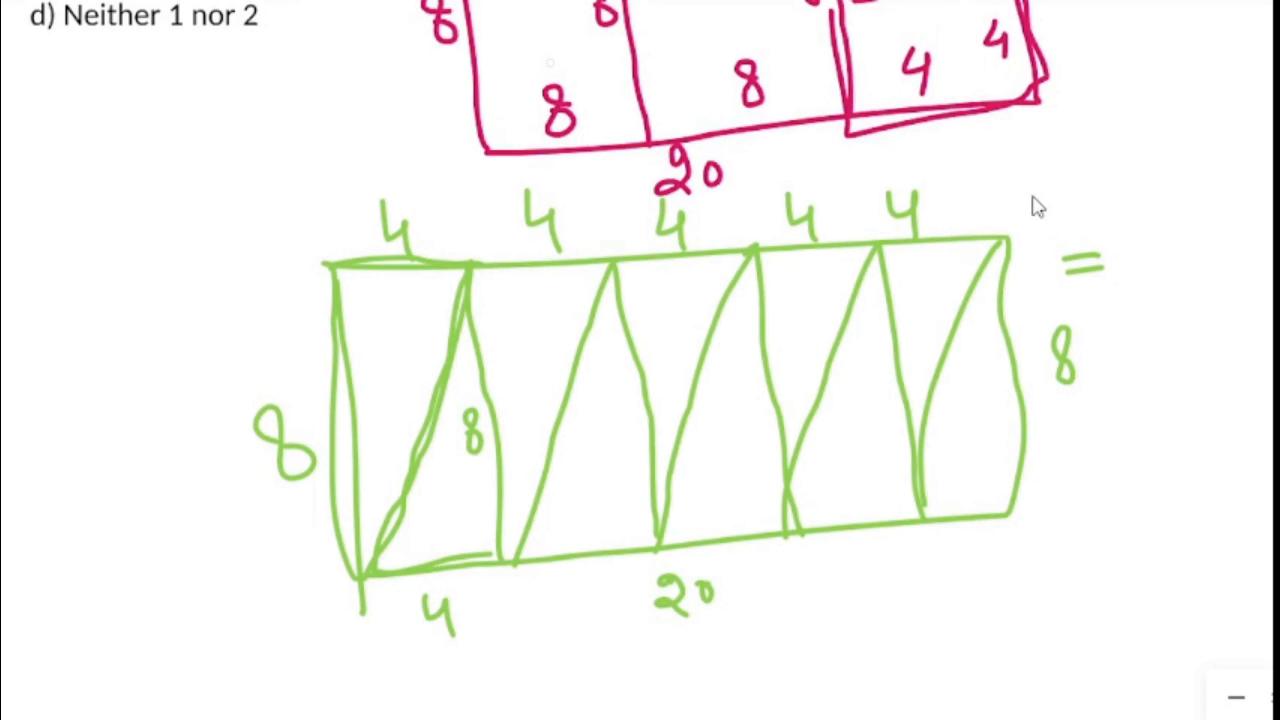 d) Neither 1 nor 2
8 8
8 8 4 4
20
4 4 4 4 4
=
8 8 8
4 20